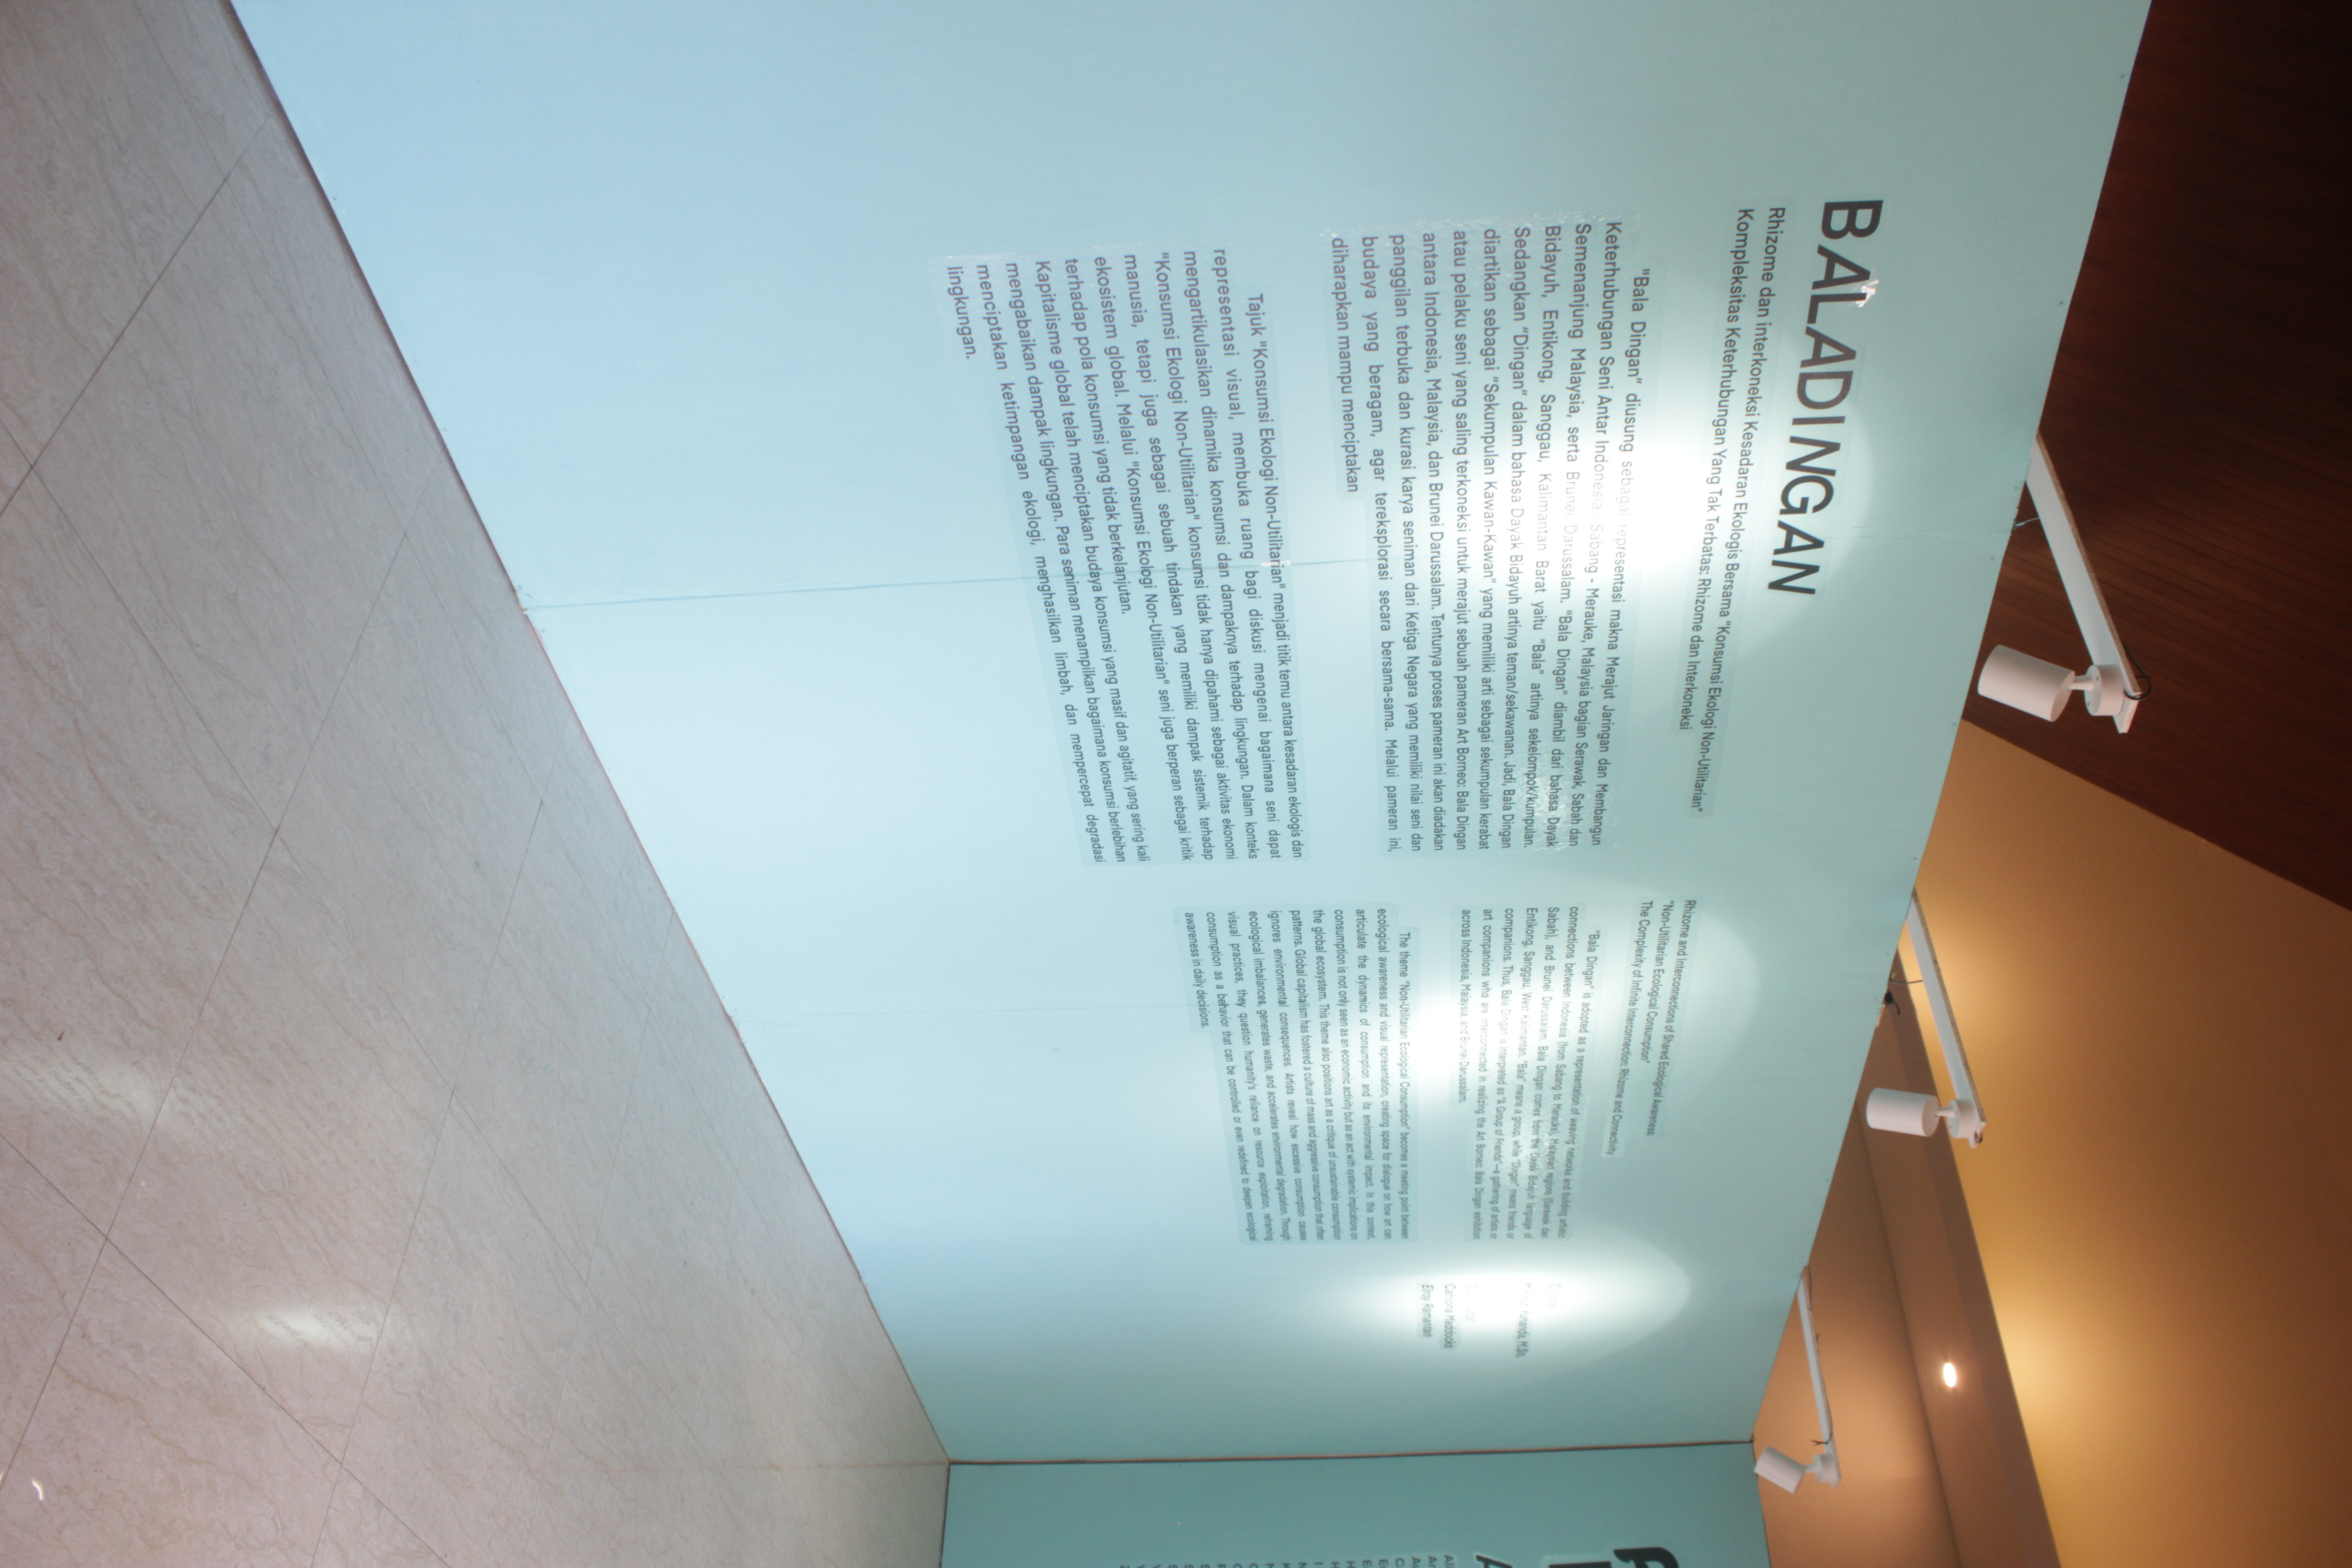 BALADINGAN
Rhizome dan interkoneksi Kesadaran Ekologis Bersama "Konsumsi Ekologi Non-Utilitarian"
Kompleksitas Keterhubungan Yang Tak Terbatas: Rhizome dan Interkoneksi
"Bala Dingan” diusung sebagai representasi makna Merajut Jaringan dan Membangun
Keterhubungan Seni Antar Indonesia : Sabang - Merauke, Malaysia bagian Serawak, Sabah dan
Semenanjung Malaysia, serta Brunei Darussalam. "Bala Dingan” diambil dari bahasa Dayak
Bidayuh, Entikong, Sanggau, Kalimantan Barat yaitu “Bala” artinya sekelompok/kumpulan.
Sedangkan “Dingan” dalam bahasa Dayak Bidayuh artinya teman/sekawanan. Jadi, Bala Dingan
diartikan sebagai “Sekumpulan Kawan-Kawan” yang memiliki arti sebagai sekumpulan kerabat
atau pelaku seni yang saling terkoneksi untuk merajut sebuah pameran Art Borneo: Bala Dingan
antara Indonesia, Malaysia, dan Brunei Darussalam. Tentunya proses pameran ini akan diadakan
panggilan terbuka dan kurasi karya seniman dari Ketiga Negara yang memiliki nilai seni dan
budaya yang beragam, agar tereksplorasi secara bersama-sama. Melalui pameran ini,
diharapkan mampu menciptakan
Tajuk "Konsumsi Ekologi Non-Utilitarian" menjadi titik temu antara kesadaran ekologis dan
representasi visual, membuka ruang bagi diskusi mengenai bagaimana seni dapat
mengartikulasikan dinamika konsumsi dan dampaknya terhadap lingkungan. Dalam konteks
"Konsumsi Ekologi Non-Utilitarian" konsumsi tidak hanya dipahami sebagai aktivitas ekonomi
manusia, tetapi juga sebagai sebuah tindakan yang memiliki dampak sistemik terhadap
ekosistem global. Melalui "Konsumsi Ekologi Non-Utilitarian" seni juga berperan sebagai kritik
terhadap pola konsumsi yang tidak berkelanjutan.
Kapitalisme global telah menciptakan budaya konsumsi yang masif dan agitatif, yang sering kali
mengabaikan dampak lingkungan. Para seniman menampilkan bagaimana konsumsi berlebihan
menciptakan ketimpangan ekologi, menghasilkan limbah, dan mempercepat degradasi
lingkungan.
Rhizome and Interconnections of Shared Ecological Awareness:
"Non-Utilitarian Ecological Consumption"
The Complexity of Infinite Interconnection: Rhizome and Connectivity
"Bala Dingan" is adopted as a representation of weaving networks and building artistic
connections between Indonesia (from Sabang to Merauke), Malaysian regions (Sarawak dan
Sabah), and Brunei Darussalam. Bala Dingan comes from the Dayak Bidayuh language of
Entikong, Sanggau, West Kalimantan. "Bala" means a group, while "Dingan" means friends or
companions. Thus, Bala Dingan is interpreted as "A Group of Friends"—a gathering of artists or
art companions who are interconnected in realizing the Art Borneo: Bala Dingan exhibition
across Indonesia, Malaysia, and Brunei Darussalam.
The theme "Non-Utilitarian Ecological Consumption" becomes a meeting point between
ecological awareness and visual representation, creating space for dialogue on how art can
articulate the dynamics of consumption and its environmental impact. In this context,
consumption is not only seen as an economic activity but as an act with systemic implications on
the global ecosystem. This theme also positions art as a critique of unsustainable consumption
patterns. Global capitalism has fostered a culture of mass and aggressive consumption that often
ignores environmental consequences. Artists reveal how excessive consumption causes
ecological imbalances, generates waste, and accelerates environmental degradation. Through
visual practices, they question humanity's reliance on resource exploitation, reframing
consumption as a behavior that can be controlled or even redefined to deepen ecological
awareness in daily decisions.
M.Sn.
Catriona Maddocks
Elroy Ramantan